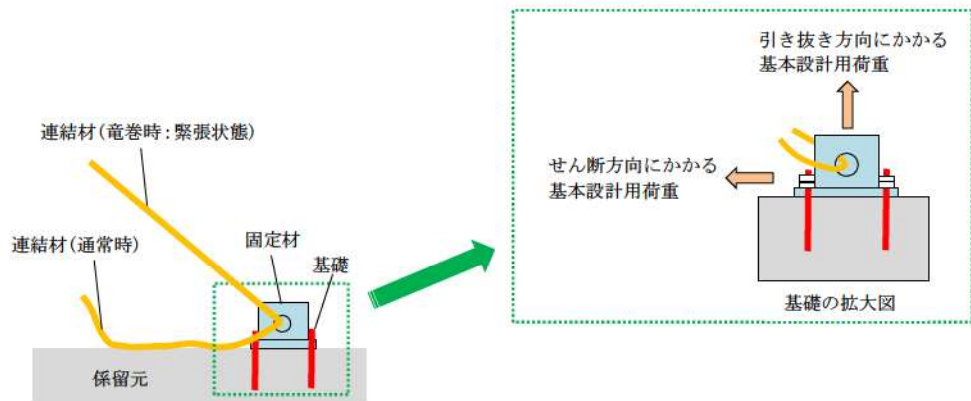 連結材(竜巻時:緊張状態)
連結材(通常時)
固定材
基礎
係留元
引き抜き方向にかかる
基本設計用荷重
せん断方向にかかる
基本設計用荷重
基礎の拡大図